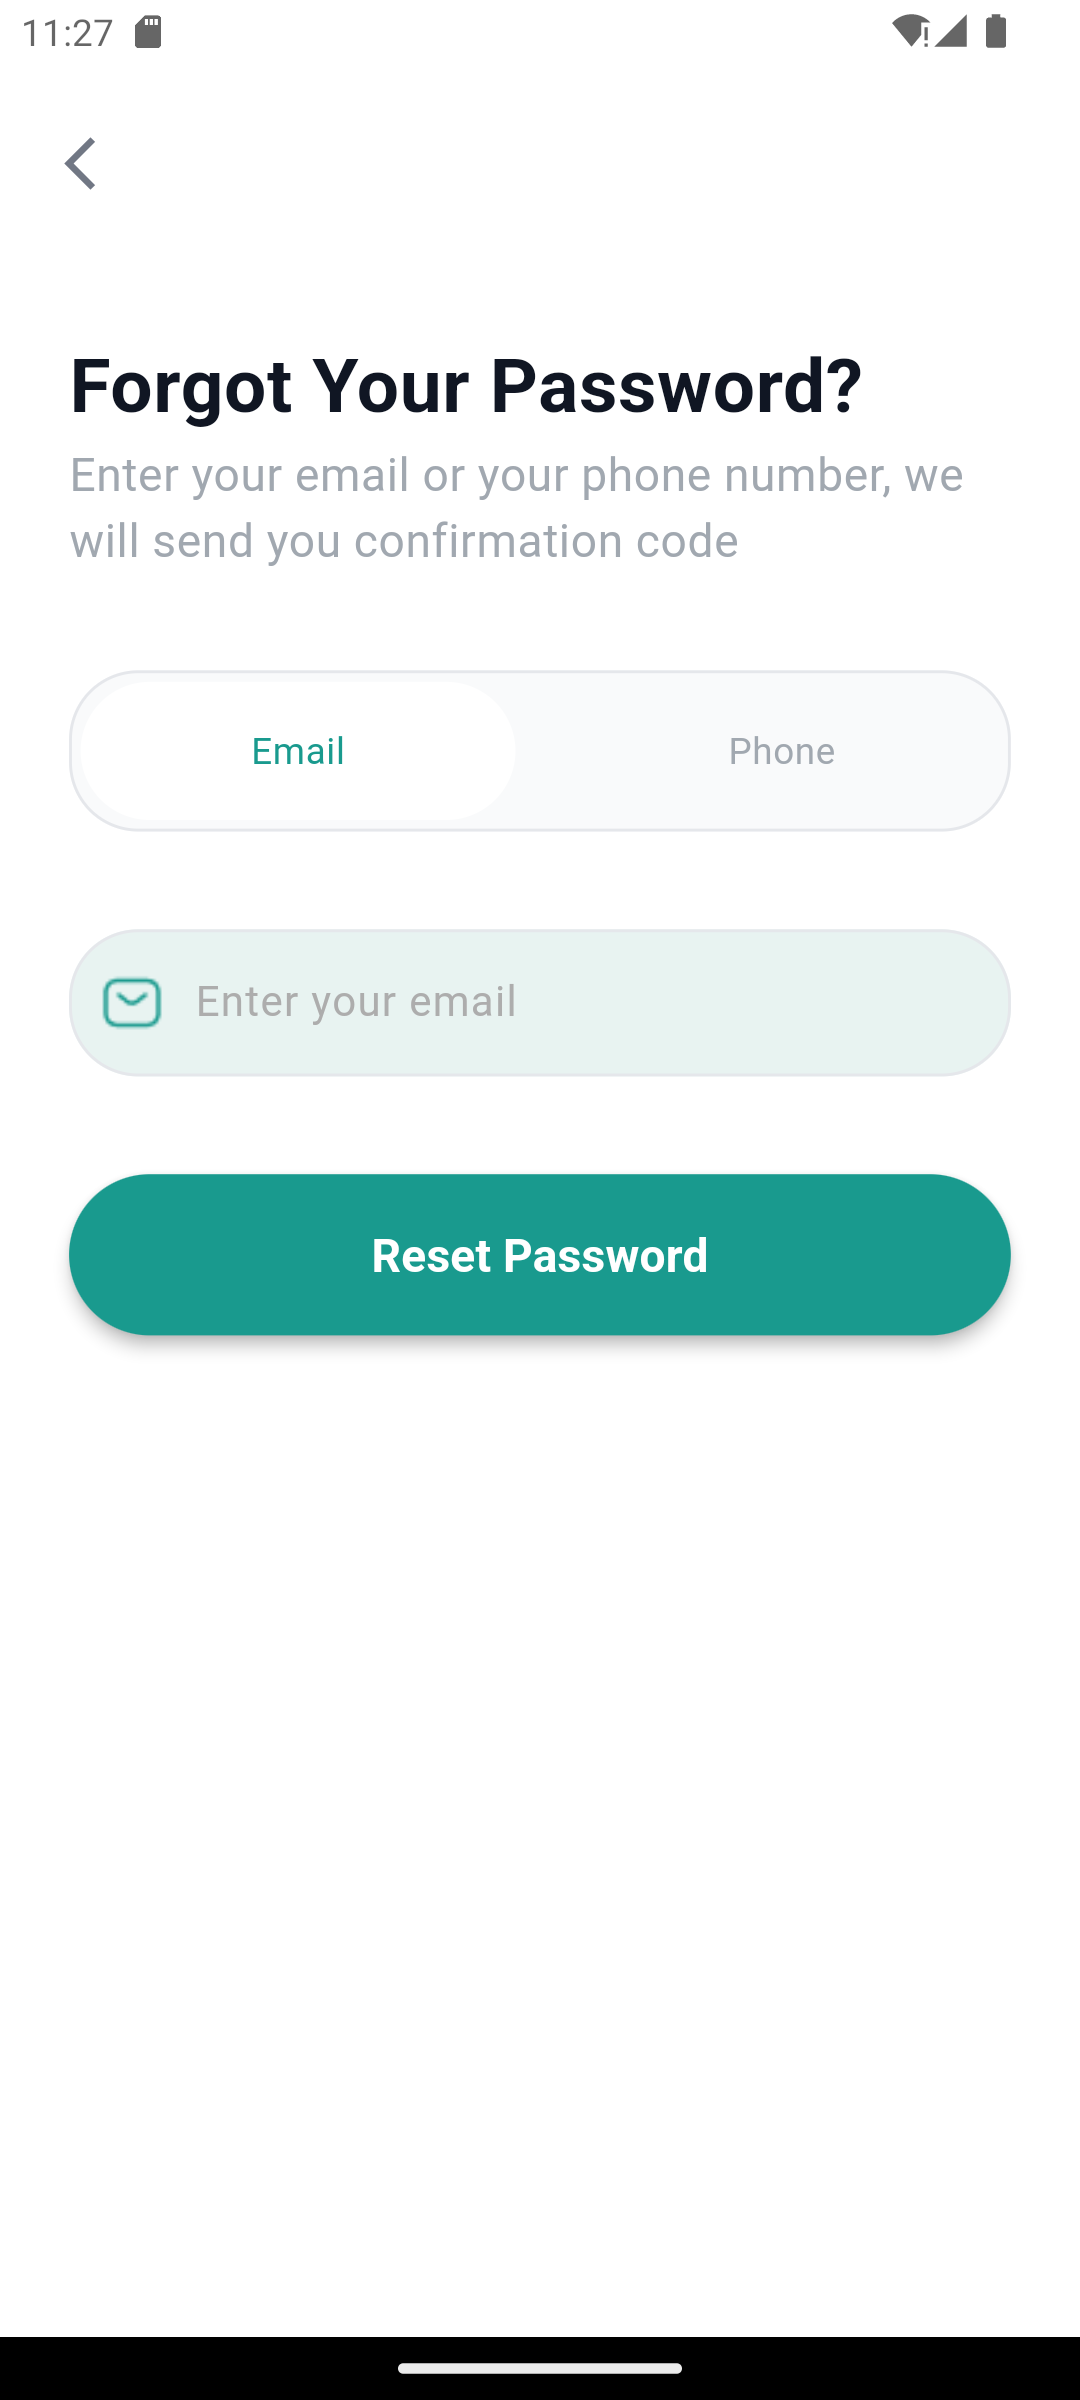 11:27
Forgot Your Password?
Enter your email or your phone number, we
will send you confirmation code
Email
Phone
Enter your email
Reset Password